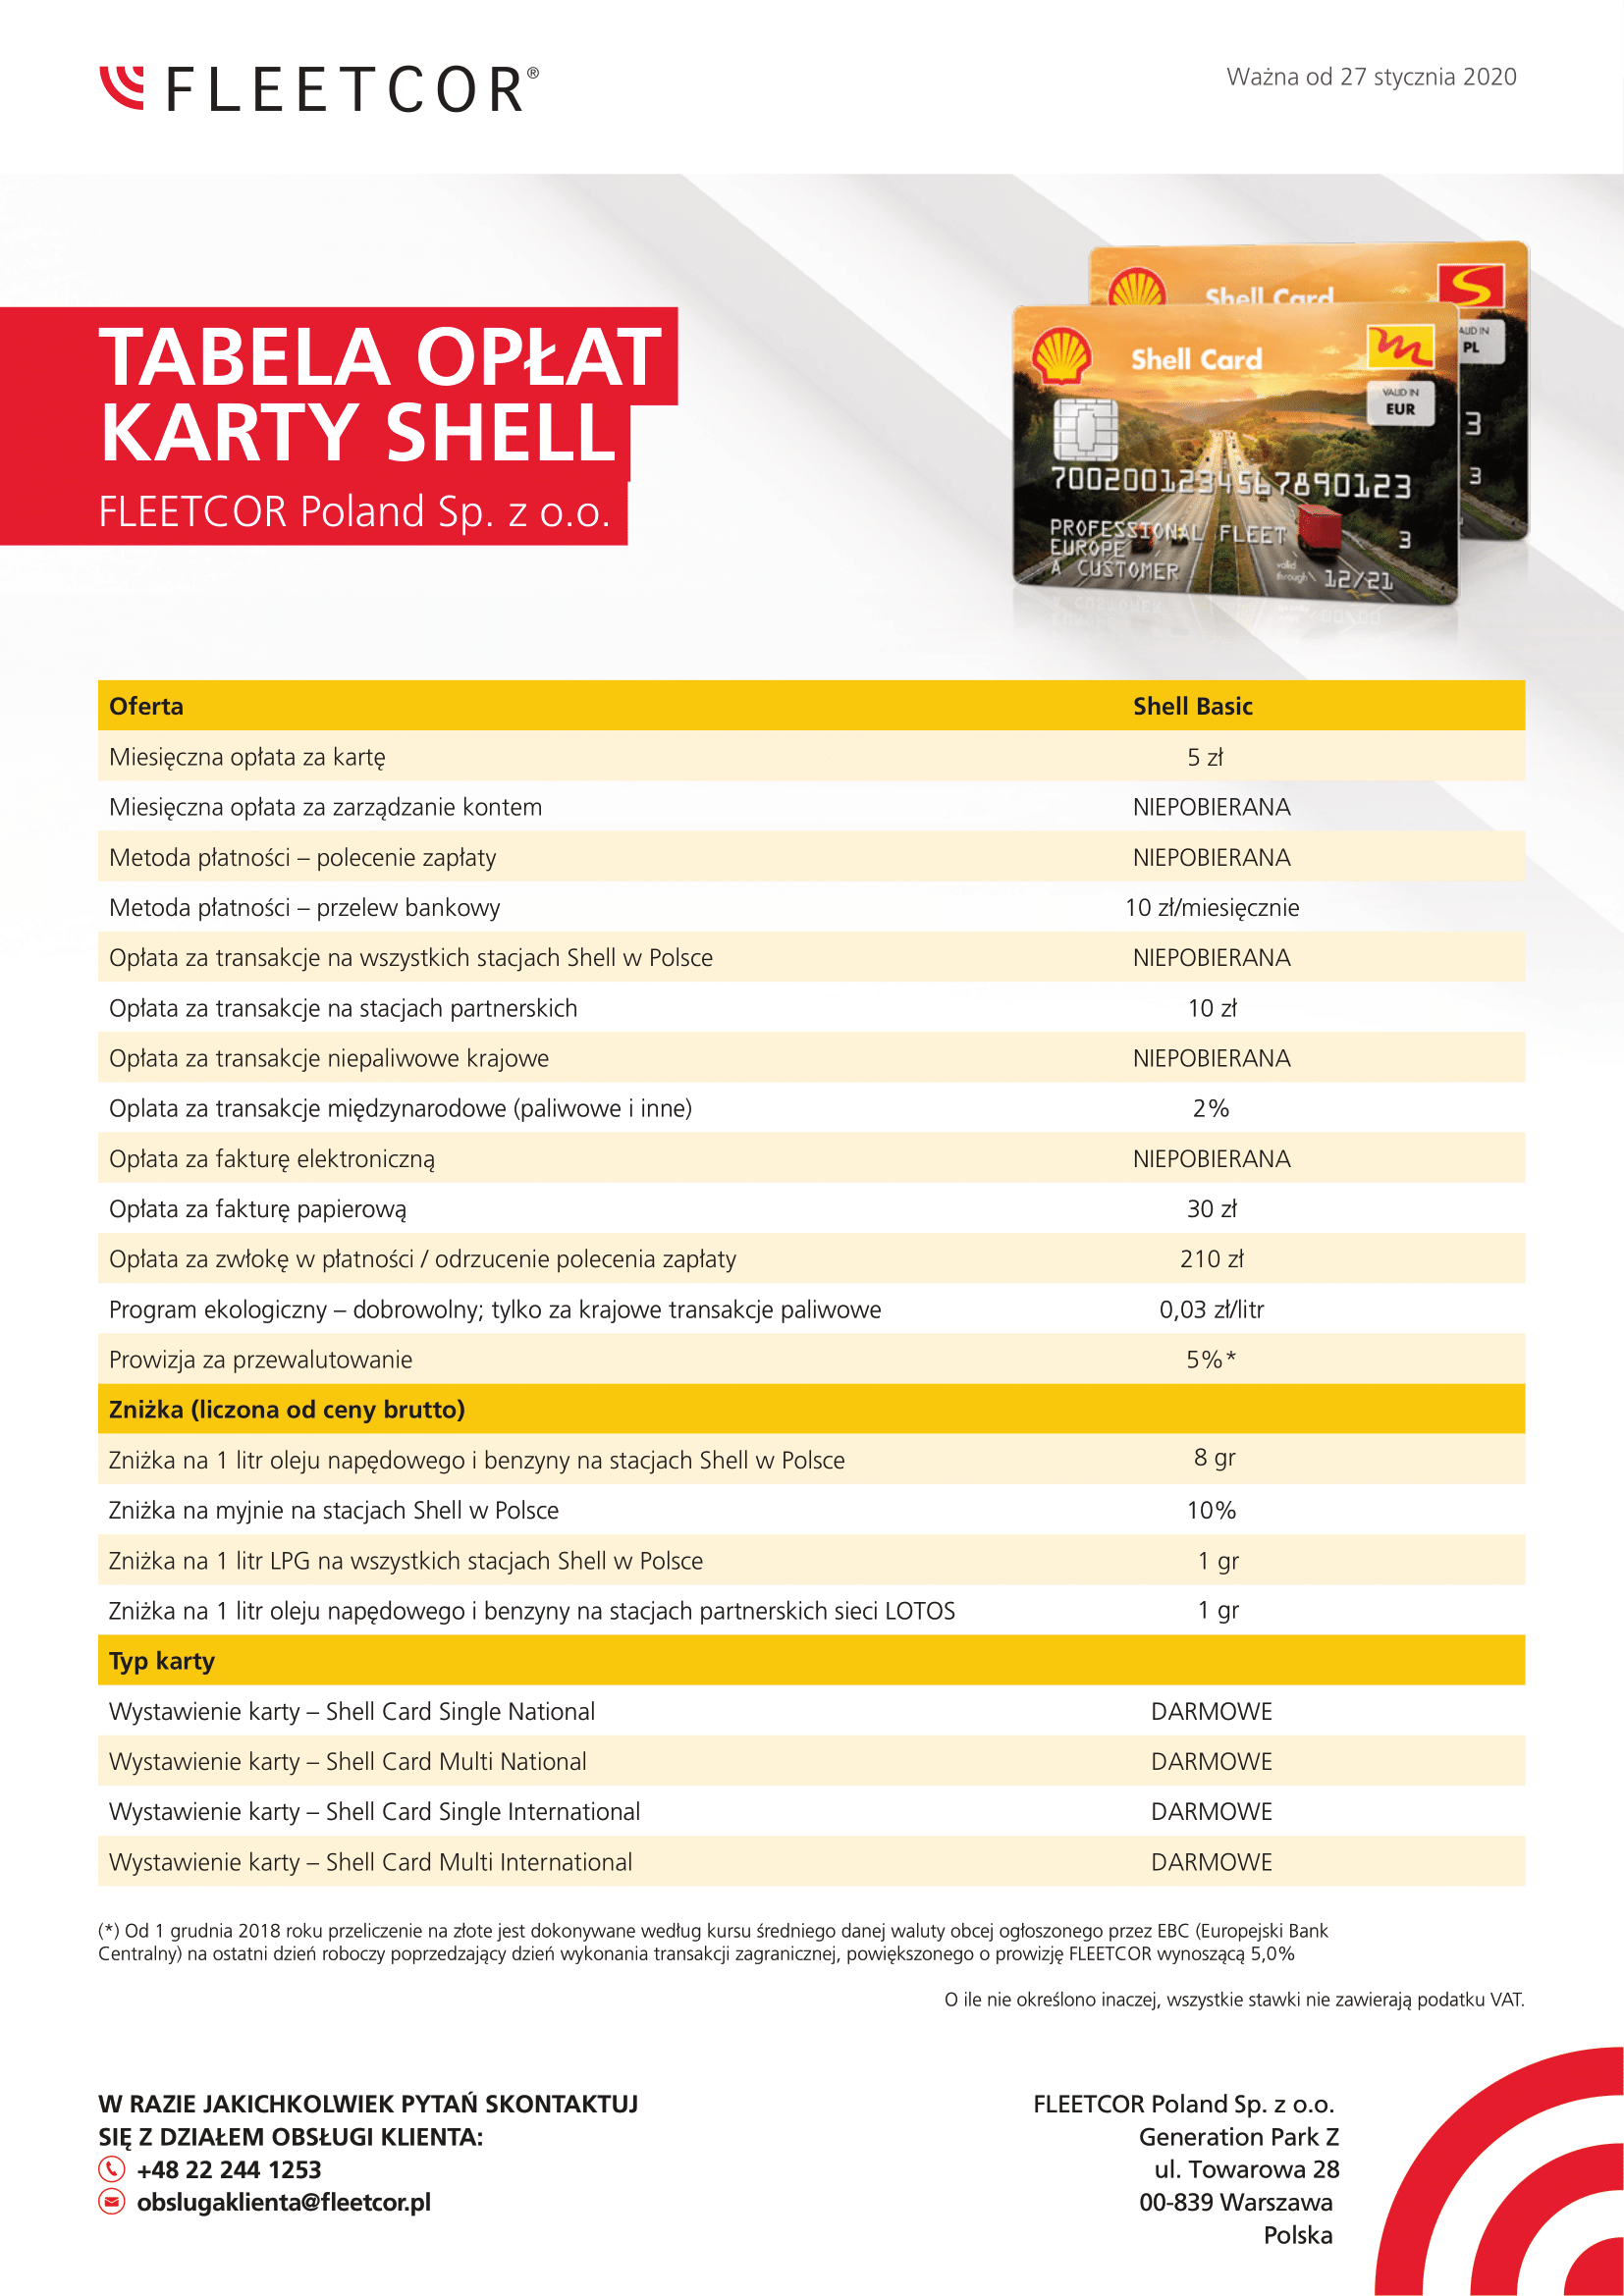 FLEETCOR®
Ważna od 27 stycznia 2020
Shell Card
VALID IN
PL
3
3
Shell Card
VALID IN
EUR
7002001234567890123
PROFESSIONAL FLEET
EUROPE
3
A CUSTOMER
valid
through
12/21
TABELA OPŁAT
KARTY SHELL
FLEETCOR Poland Sp. z o.o.
Oferta Shell Basic
Miesięczna opłata za kartę 5 zł
Miesięczna opłata za zarządzanie kontem NIEPOBIERANA
Metoda płatności – polecenie zapłaty NIEPOBIERANA
Metoda płatności – przelew bankowy 10 zł/miesięcznie
Opłata za transakcje na wszystkich stacjach Shell w Polsce NIEPOBIERANA
Opłata za transakcje na stacjach partnerskich 10 zł
Opłata za transakcje niepaliwowe krajowe NIEPOBIERANA
Oplata za transakcje międzynarodowe (paliwowe i inne) 2%
Opłata za fakturę elektroniczną NIEPOBIERANA
Opłata za fakturę papierową 30 zł
Opłata za zwłokę w płatności / odrzucenie polecenia zapłaty 210 zł
Program ekologiczny – dobrowolny; tylko za krajowe transakcje paliwowe 0,03 zł/litr
Prowizja za przewalutowanie 5%*
Zniżka (liczona od ceny brutto)
Zniżka na 1 litr oleju napędowego i benzyny na stacjach Shell w Polsce 8 gr
Zniżka na myjnie na stacjach Shell w Polsce 10%
Zniżka na 1 litr LPG na wszystkich stacjach Shell w Polsce 1 gr
Zniżka na 1 litr oleju napędowego i benzyny na stacjach partnerskich sieci LOTOS 1 gr
Typ karty
Wystawienie karty – Shell Card Single National DARMOWE
Wystawienie karty – Shell Card Multi National DARMOWE
Wystawienie karty – Shell Card Single International DARMOWE
Wystawienie karty – Shell Card Multi International DARMOWE
(*) Od 1 grudnia 2018 roku przeliczenie na złote jest dokonywane według kursu średniego danej waluty obcej ogłoszonego przez EBC (Europejski Bank
Centralny) na ostatni dzień roboczy poprzedzający dzień wykonania transakcji zagranicznej, powiększonego o prowizję FLEETCOR wynoszącą 5,0%
O ile nie określono inaczej, wszystkie stawki nie zawierają podatku VAT.
W RAZIE JAKICHKOLWIEK PYTAŃ SKONTAKTUJ
SIĘ Z DZIAŁEM OBSŁUGI KLIENTA:
+48 22 244 1253
obslugaklienta@fleetcor.pl
FLEETCOR Poland Sp. z o.o.
Generation Park Z
ul. Towarowa 28
00-839 Warszawa
Polska